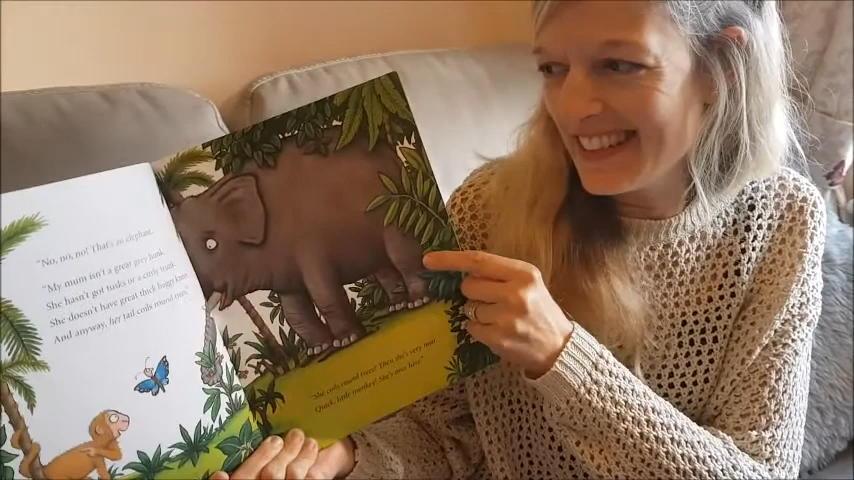 "No, no, no! That's an elephant.
"My mum isn't a great grey hunk.
She hasn't got tusks or a curly trunk.
She doesn't have great thick baggy knees.
And anyway, her tail coils round trees."
"She coils round trees? Then she's very near.
Quick, little monkey! She's over here."